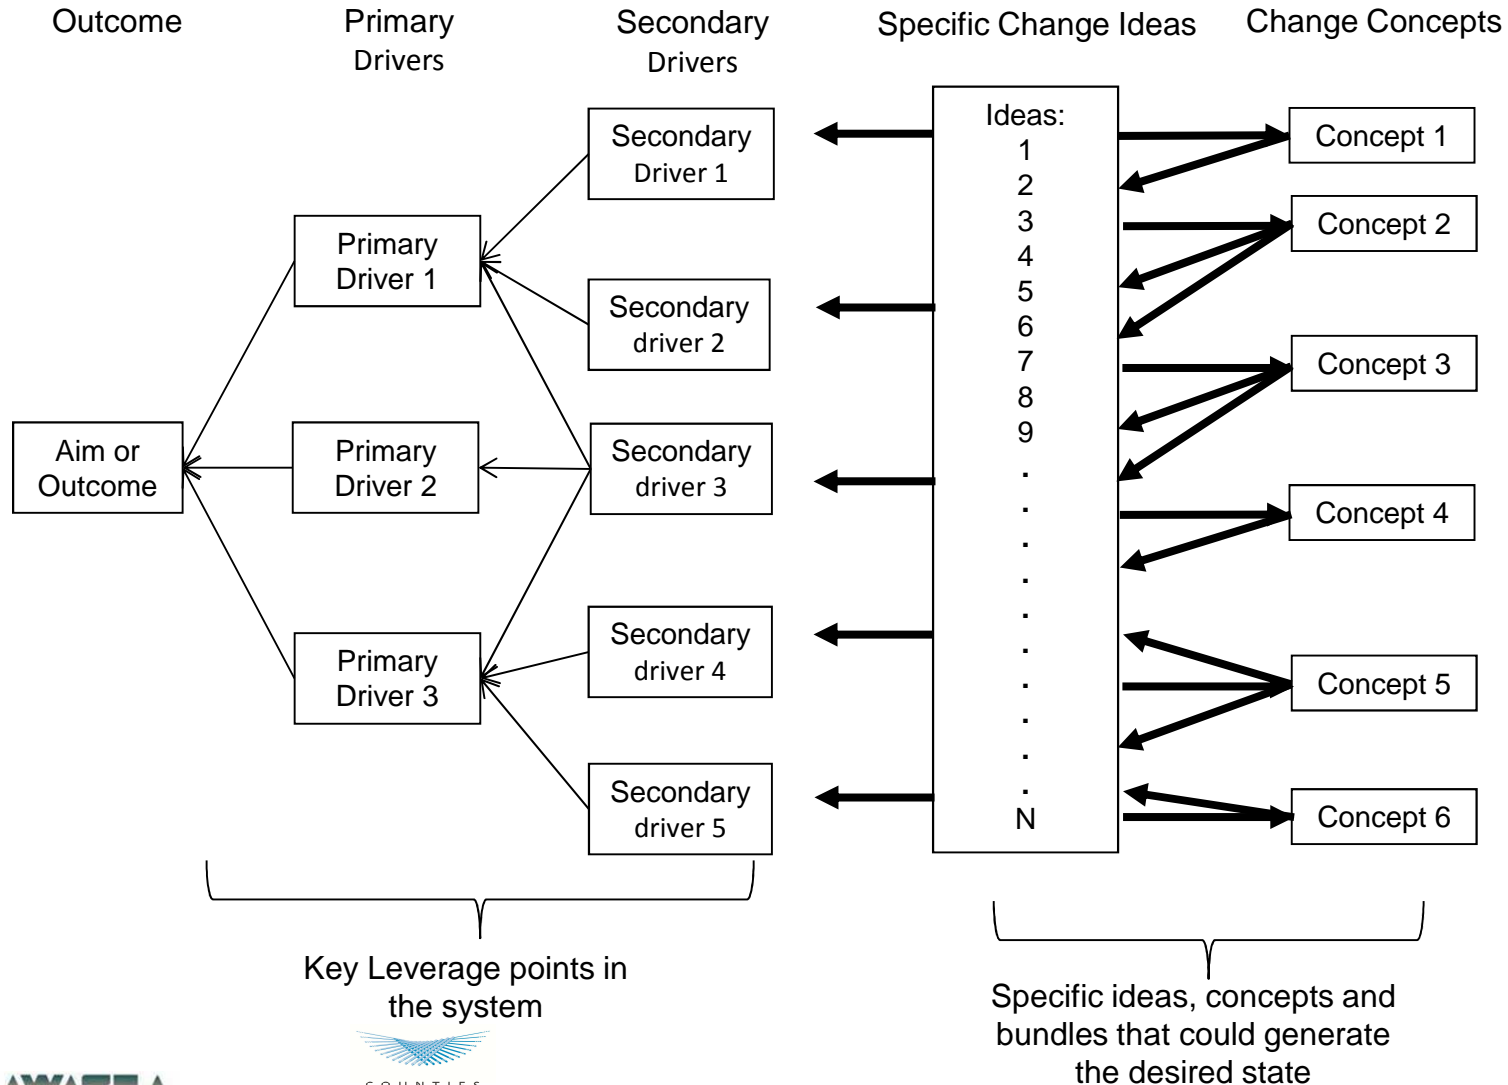 Outcome
Primary
Drivers
Secondary
Drivers
Specific Change Ideas
Change Concepts
Aim or
Outcome
Primary
Driver 1
Primary
Driver 2
Primary
Driver 3
Secondary
Driver 1
Secondary
driver 2
Secondary
driver 3
Secondary
driver 4
Secondary
driver 5
Ideas:
1
2
3
4
5
6
7
8
9
.
.
.
.
.
.
.
.
.
.
N
Concept 1
Concept 2
Concept 3
Concept 4
Concept 5
Concept 6
Key Leverage points in
the system
Specific ideas, concepts and
bundles that could generate
the desired state
COUNTIES